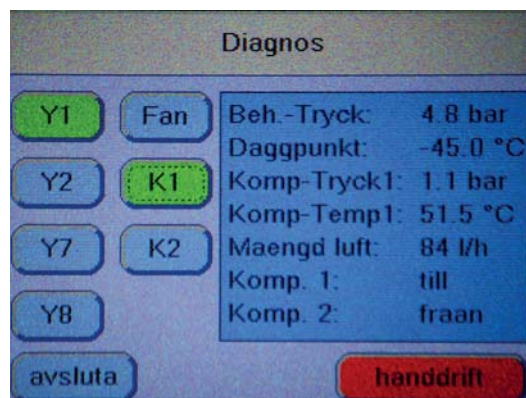 Diagnos
Y1 Fan
Y2 K1
Y7 K2
Y8
Beh.-Tryck: 4.8 bar
Daggpunkt: -45.0 °C
Komp-Tryck1: 1.1 bar
Komp-Temp1: 51.5 °C
Maengd luft: 84 l/h
Komp. 1: till
Komp. 2: fraan
avsluta handdrift